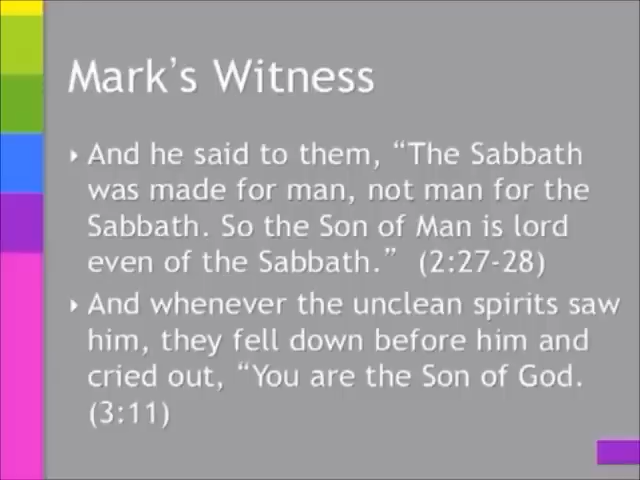 Mark’s Witness
And he said to them, “The Sabbath
was made for man, not man for the
Sabbath. So the Son of Man is lord
even of the Sabbath.” (2:27-28)
And whenever the unclean spirits saw
him, they fell down before him and
cried out, “You are the Son of God.
(3:11)